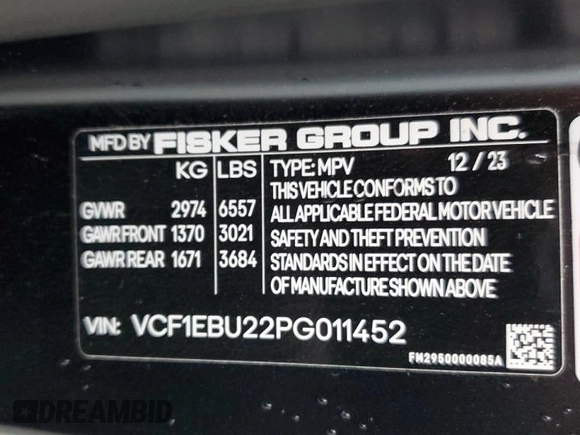 MFD BY FISKER GROUP INC.
KG LBS TYPE: MPV 12 / 23
THIS VEHICLE CONFORMS TO
GVWR 2974 6557 ALL APPLICABLE FEDERAL MOTOR VEHICLE
GAWR FRONT 1370 3021 SAFETY AND THEFT PREVENTION
GAWR REAR 1671 3684 STANDARDS IN EFFECT ON THE DATE
OF MANUFACTURE SHOWN ABOVE.
VIN: VCF1EBU22PG011452
FM29S0000085A
DREAMBID